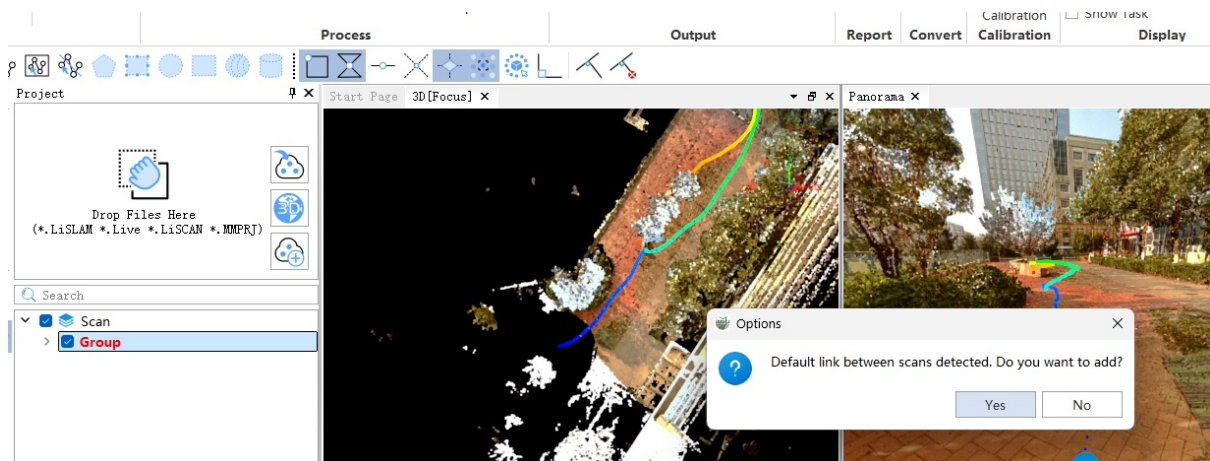 Calibration
Show Task
Process
Output
Report
Convert
Calibration
Display
Project
Start Page
3D[Focus]
Panorama
3D
Drop Files Here
(*.LiSLAM *.Live *.LiSCAN *.MMPRJ)
Search
Scan
Group
Options
Default link between scans detected. Do you want to add?
Yes
No